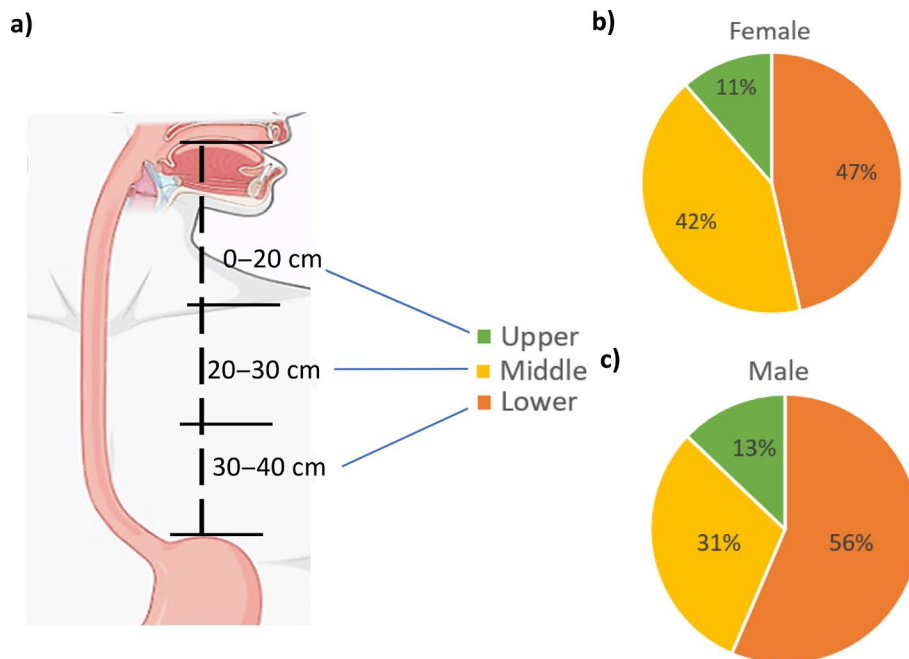 a)
0–20 cm
20–30 cm
30–40 cm
Upper
Middle
Lower
b)
Female
11%
47%
42%
c)
Male
13%
31%
56%